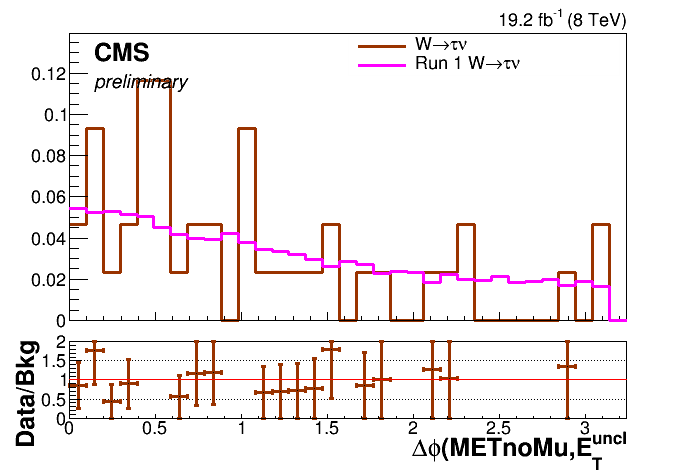 19.2 fb⁻¹ (8 TeV)
CMS
preliminary
W→τν
Run 1 W→τν
0.12
0.1
0.08
0.06
0.04
0.02
0
Data/Bkg
2
1.5
1
0.5
0
0 0.5 1 1.5 2 2.5 3
Δϕ(METnoMu,E_T^uncl